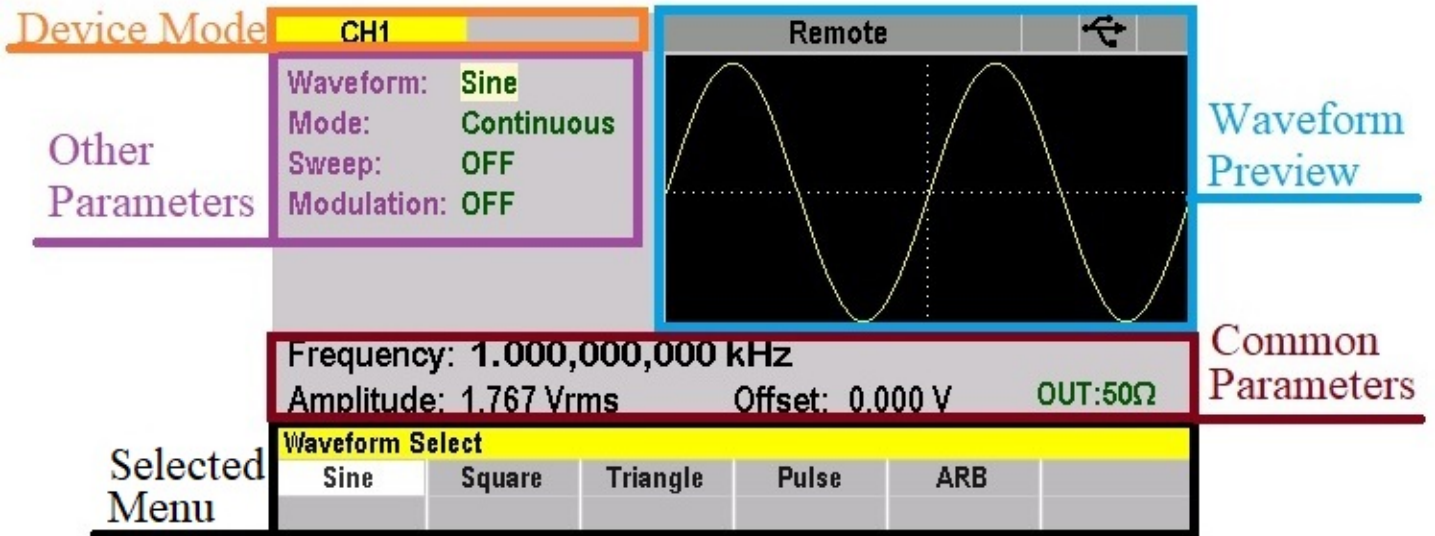 Device Mode
CH1
Remote
Waveform: Sine
Mode: Continuous
Sweep: OFF
Modulation: OFF
Other
Parameters
Waveform
Preview
Frequency: 1.000,000,000 kHz
Amplitude: 1.767 Vrms Offset: 0.000 V OUT:50Ω
Common
Parameters
Selected
Menu
Waveform Select
Sine Square Triangle Pulse ARB